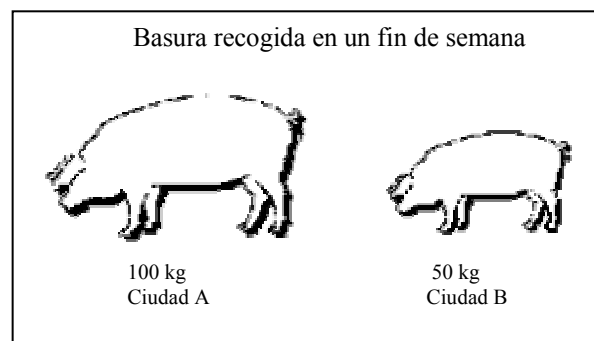 Basura recogida en un fin de semana
100 kg
Ciudad A
50 kg
Ciudad B